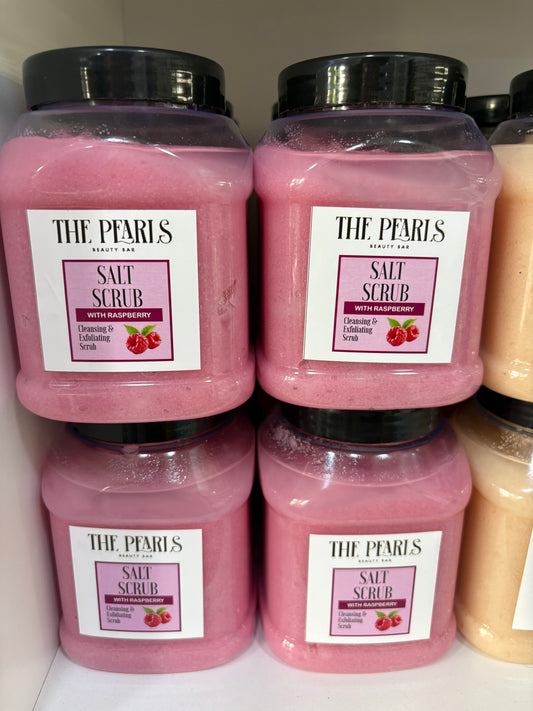 THE PEARLS
BEAUTY BAR
SALT
SCRUB
WITH RASPBERRY
Cleansing &
Exfoliating
Scrub
THE PEARLS
BEAUTY BAR
SALT
SCRUB
WITH RASPBERRY
Cleansing &
Exfoliating
Scrub
THE PEARLS
BEAUTY BAR
SALT
SCRUB
WITH RASPBERRY
Cleansing &
Exfoliating
Scrub
THE PEARLS
BEAUTY BAR
SALT
SCRUB
WITH RASPBERRY
Cleansing &
Exfoliating
Scrub